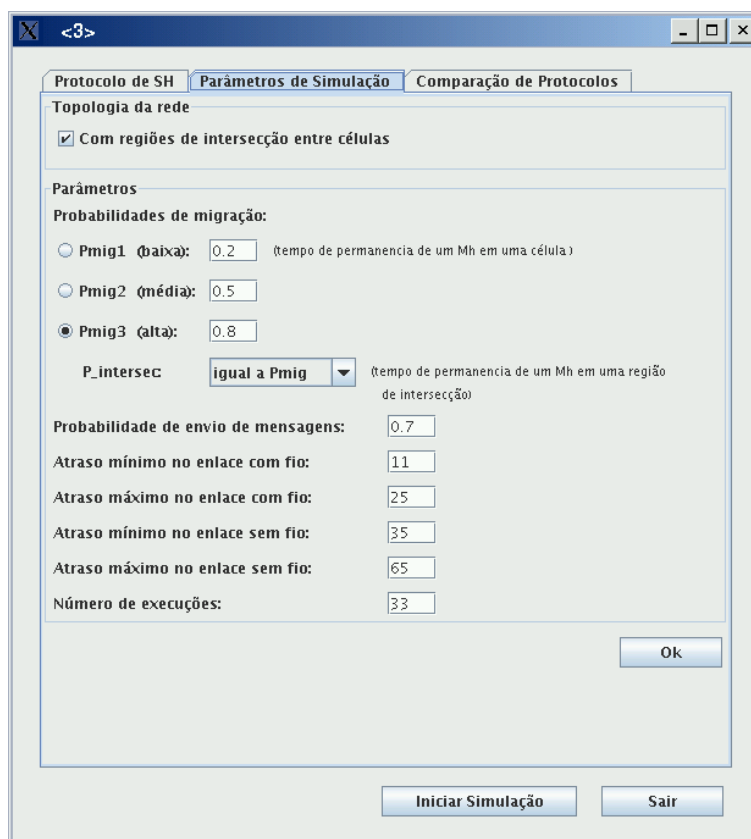 <3>
Protocolo de SH Parâmetros de Simulação Comparação de Protocolos
Topologia da rede
Com regiões de intersecção entre células
Parâmetros
Probabilidades de migração:
Pmig1 (baixa): 0.2 (tempo de permanencia de um Mh em uma célula)
Pmig2 (média): 0.5
Pmig3 (alta): 0.8
P_intersec: igual a Pmig (tempo de permanencia de um Mh em uma região
de intersecção)
Probabilidade de envio de mensagens: 0.7
Atraso mínimo no enlace com fio: 11
Atraso máximo no enlace com fio: 25
Atraso mínimo no enlace sem fio: 35
Atraso máximo no enlace sem fio: 65
Número de execuções: 33
Ok
Iniciar Simulação Sair